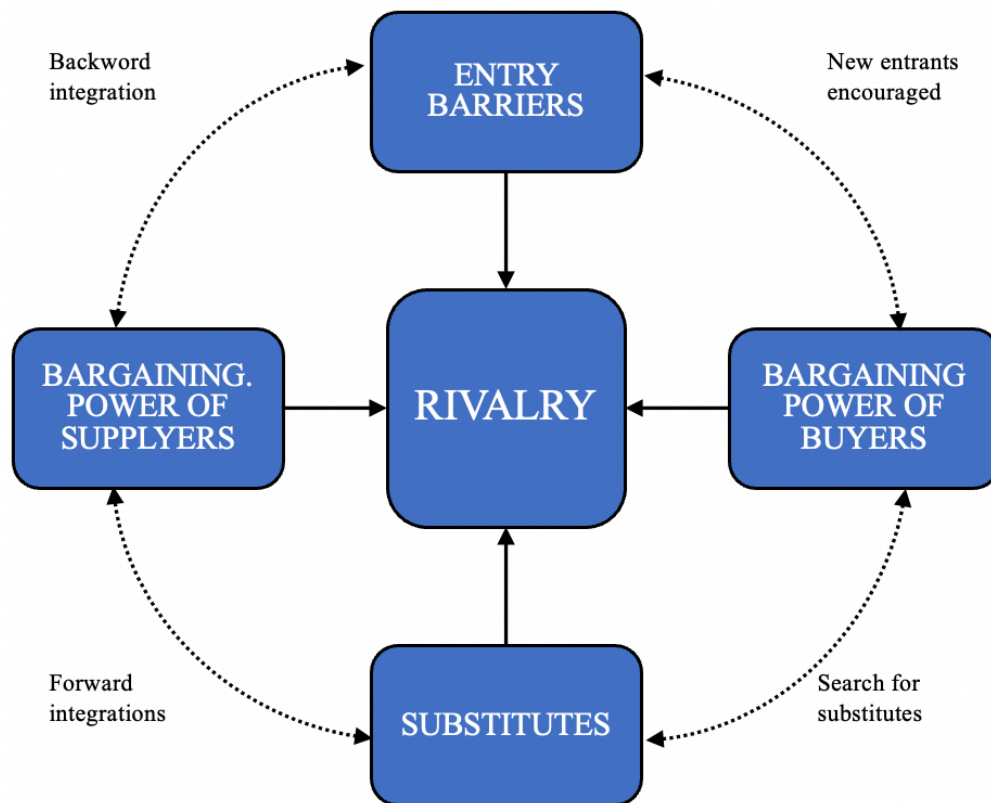 Backword
integration
ENTRY
BARRIERS
New entrants
encouraged
BARGAINING.
POWER OF
SUPPLYERS
RIVALRY
BARGAINING
POWER OF
BUYERS
Forward
integrations
SUBSTITUTES
Search for
substitutes